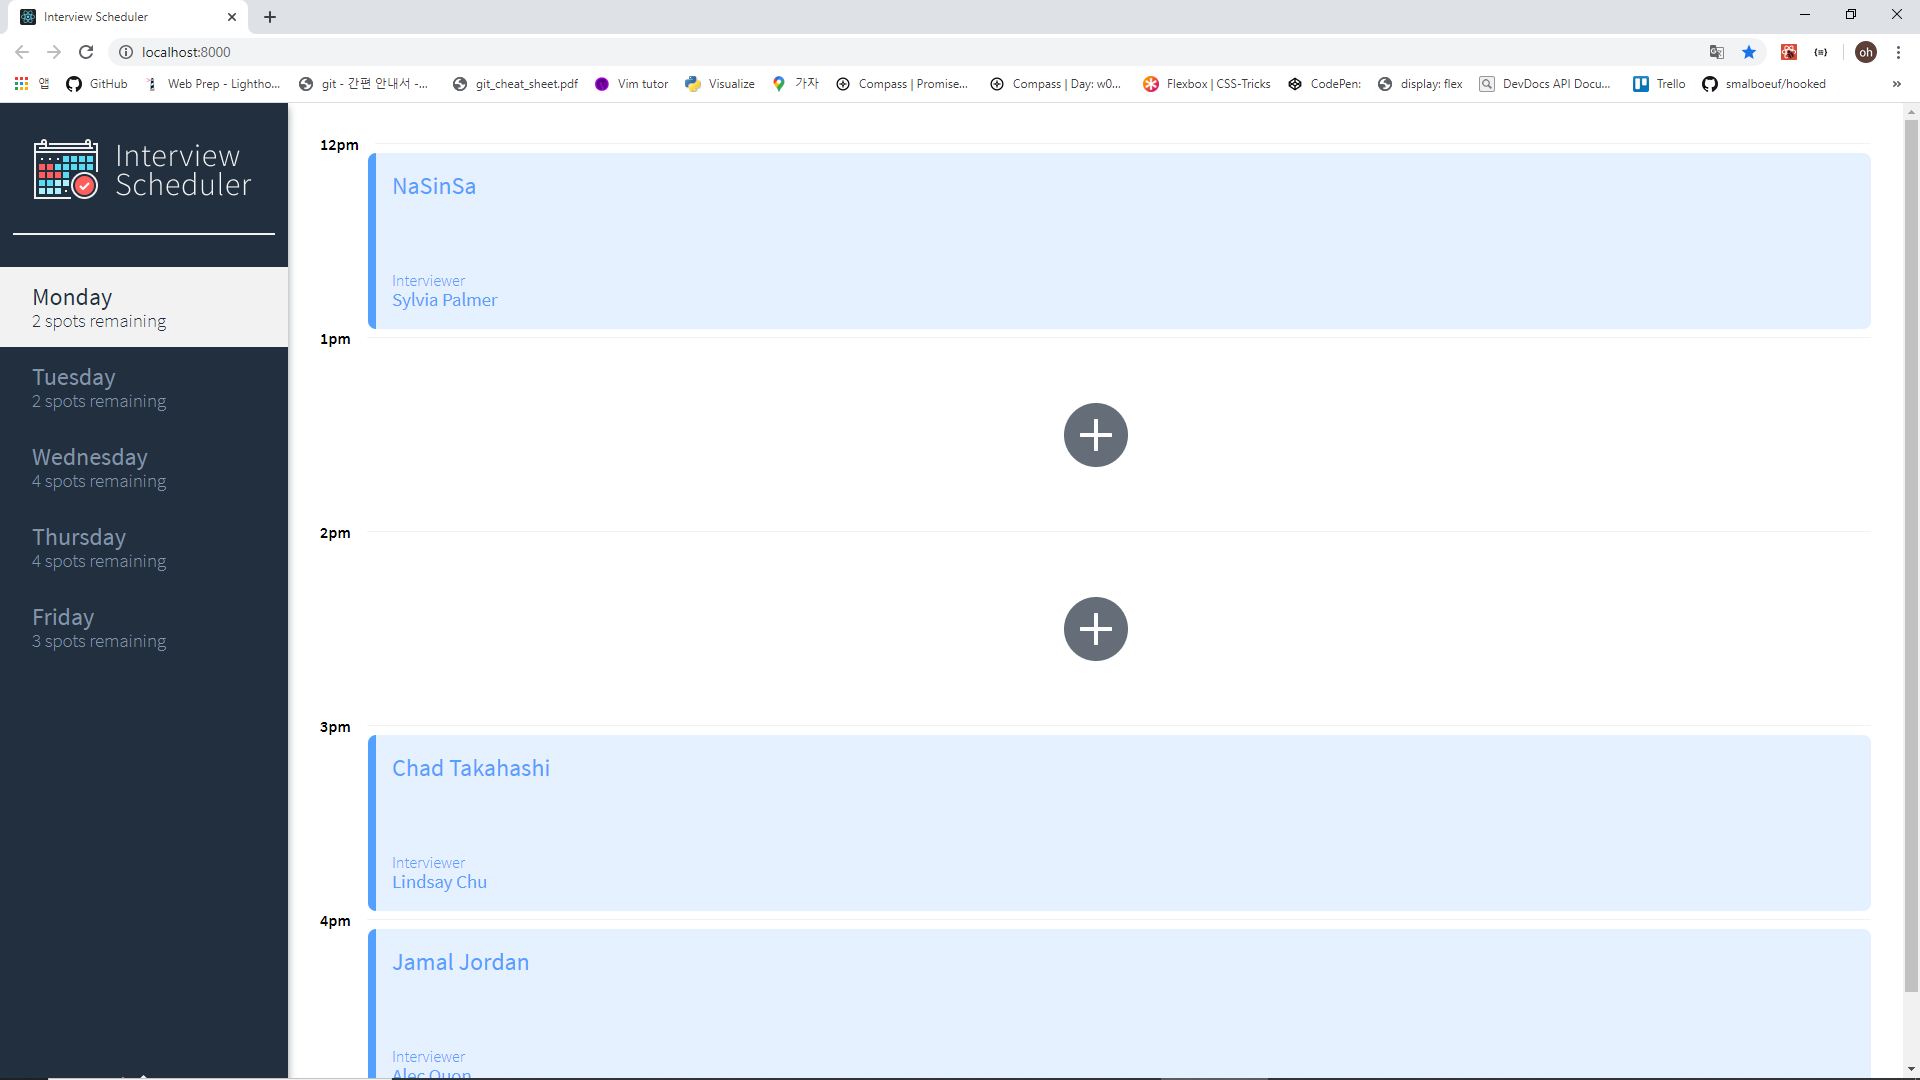 Interview Scheduler
localhost:8000
oh
앱
GitHub
Web Prep - Lightho...
git - 간편 안내서 -...
git_cheat_sheet.pdf
Vim tutor
Visualize
가자
Compass | Promise...
Compass | Day: w0...
Flexbox | CSS-Tricks
CodePen:
display: flex
DevDocs API Docu...
Trello
smalboeuf/hooked
»
Interview
Scheduler
Monday
2 spots remaining
Tuesday
2 spots remaining
Wednesday
4 spots remaining
Thursday
4 spots remaining
Friday
3 spots remaining
12pm
NaSinSa
Interviewer
Sylvia Palmer
1pm
2pm
3pm
Chad Takahashi
Interviewer
Lindsay Chu
4pm
Jamal Jordan
Interviewer
Alec Quon